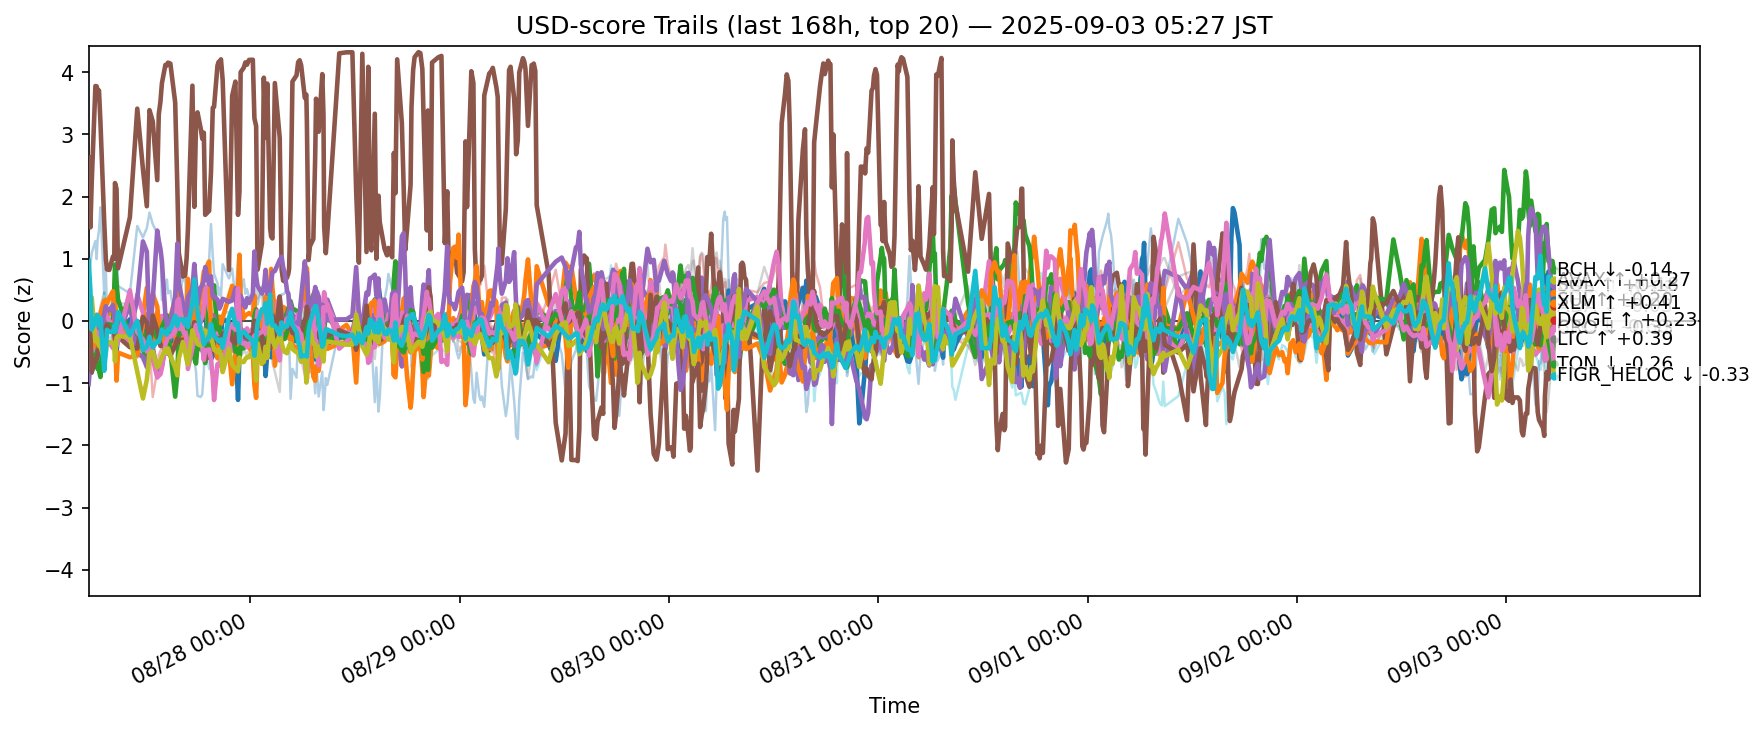 USD-score Trails (last 168h, top 20) — 2025-09-03 05:27 JST
Score (z)
4
3
2
1
0
−1
−2
−3
−4
BCH ↓ -0.14
AVAX ↑ +0.27
XLM ↑ +0.41
DOGE ↑ +0.23
LTC ↑ +0.39
TON ↓ -0.26
FIGR_HELOC ↓ -0.33
08/28 00:00
08/29 00:00
08/30 00:00
08/31 00:00
09/01 00:00
09/02 00:00
09/03 00:00
Time